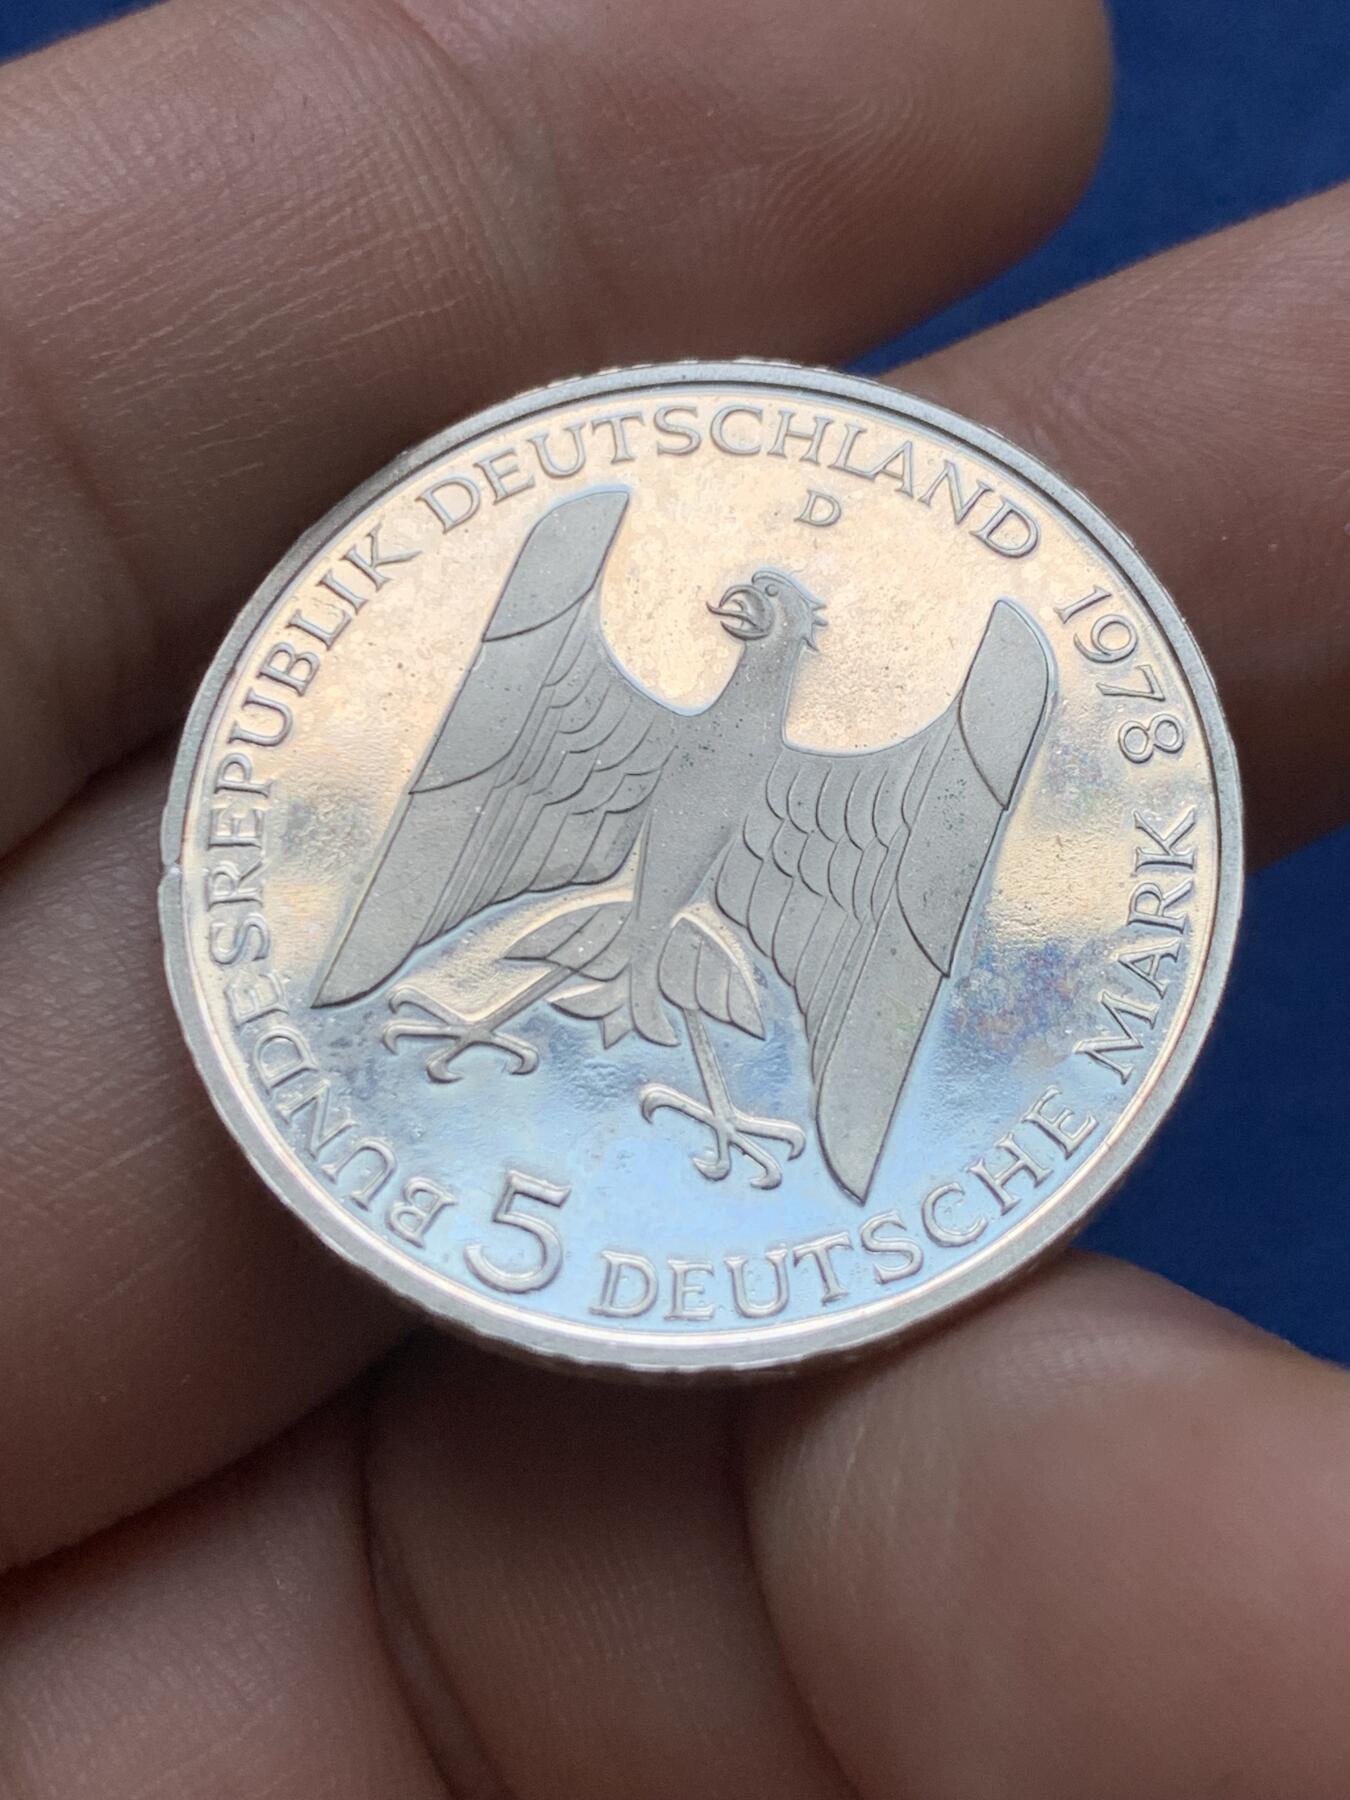 BUNDESREPUBLIK DEUTSCHLAND 1978
D
5 DEUTSCHE MARK